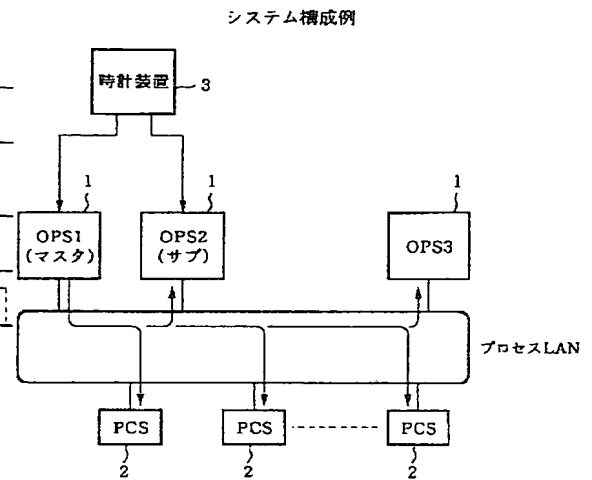 システム構成例
時計装置
3
1
1
1
OPS1
(マスタ)
OPS2
(サブ)
OPS3
プロセスLAN
PCS
PCS
PCS
2
2
2